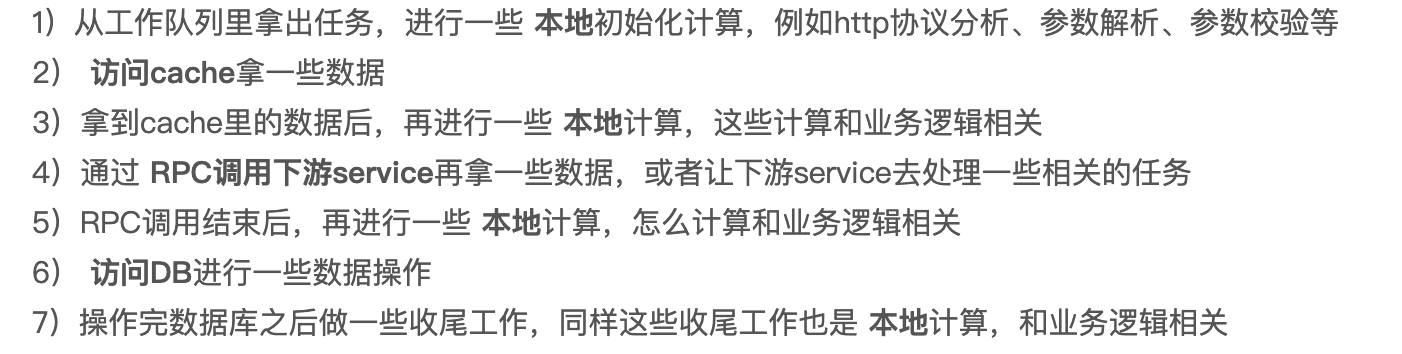 1）从工作队列里拿出任务，进行一些 本地初始化计算，例如http协议分析、参数解析、参数校验等
2） 访问cache拿一些数据
3）拿到cache里的数据后，再进行一些 本地计算，这些计算和业务逻辑相关
4）通过 RPC调用下游service再拿一些数据，或者让下游service去处理一些相关的任务
5）RPC调用结束后，再进行一些 本地计算，怎么计算和业务逻辑相关
6） 访问DB进行一些数据操作
7）操作完数据库之后做一些收尾工作，同样这些收尾工作也是 本地计算，和业务逻辑相关